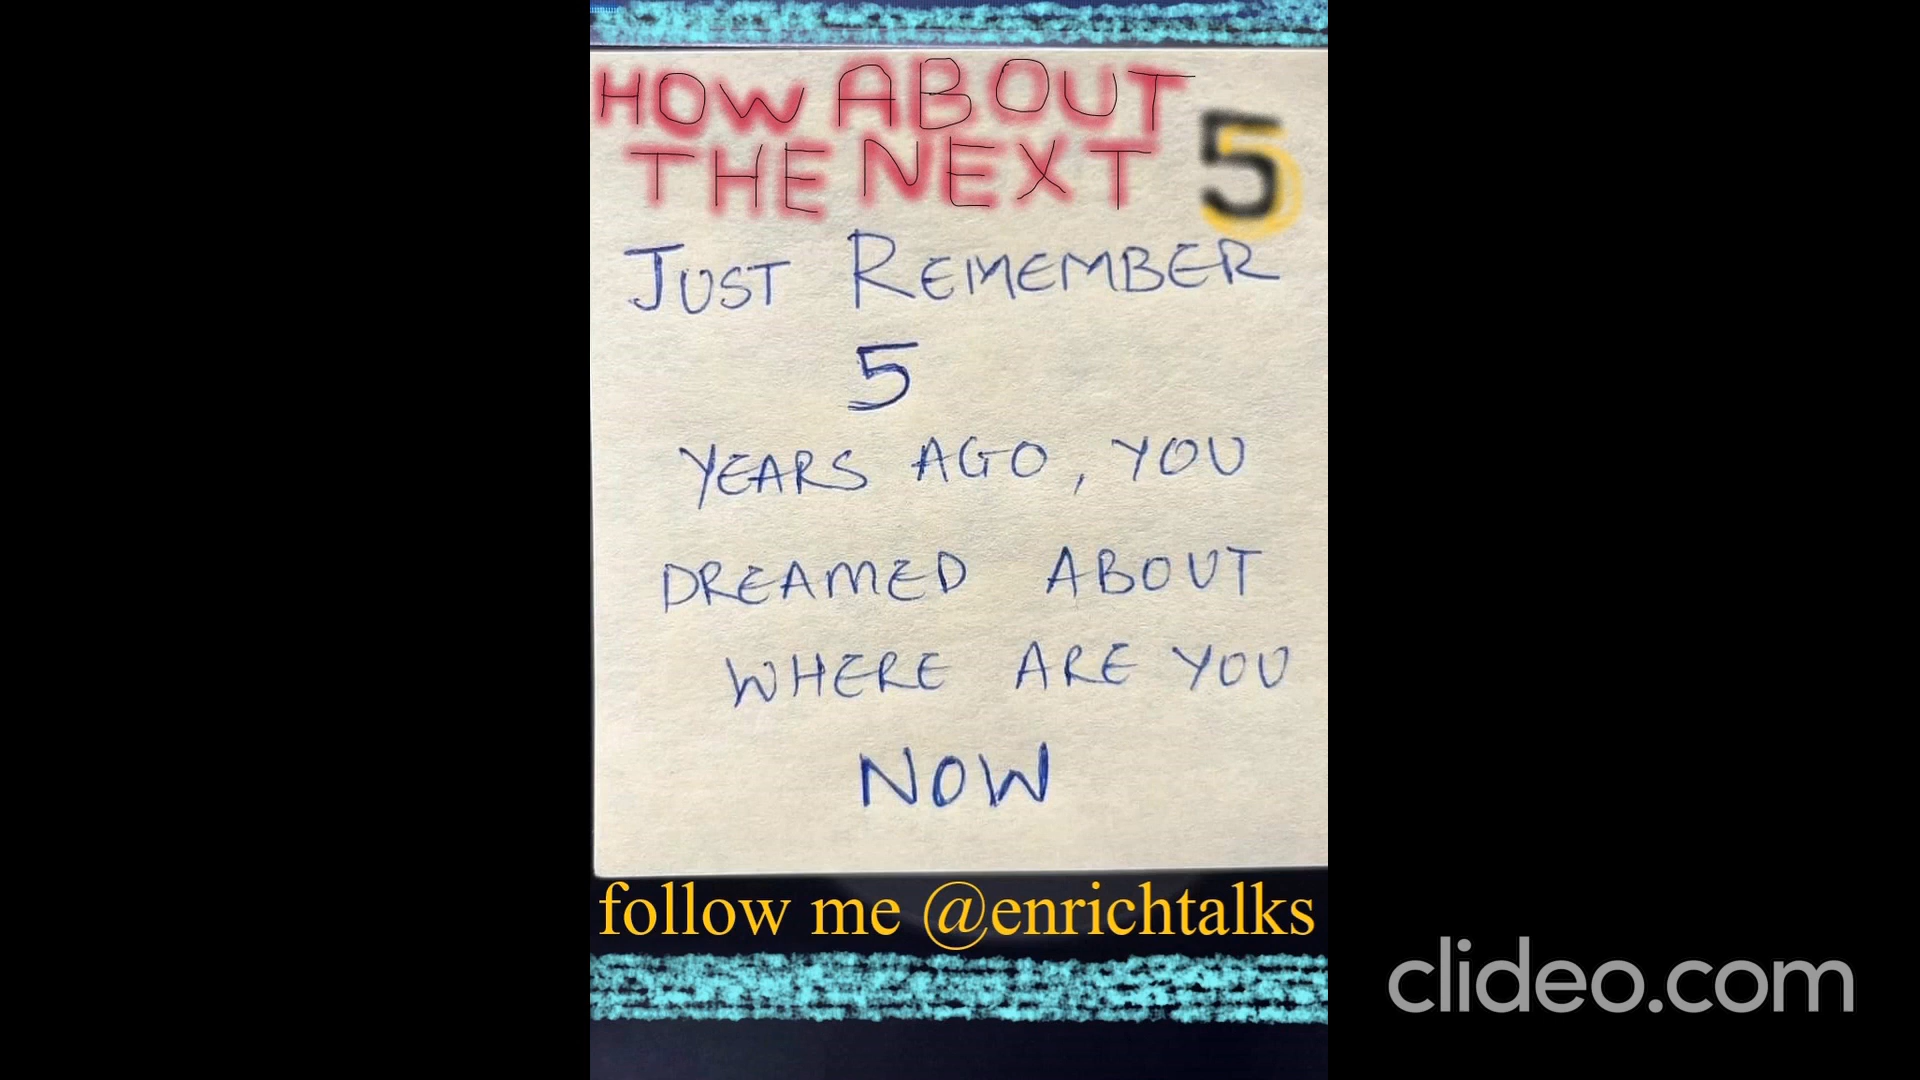 HOW ABOUT
THE NEXT 5
JUST REMEMBER
5
YEARS AGO, YOU
DREAMED ABOUT
WHERE ARE YOU
NOW
follow me @enrichtalks
clideo.com